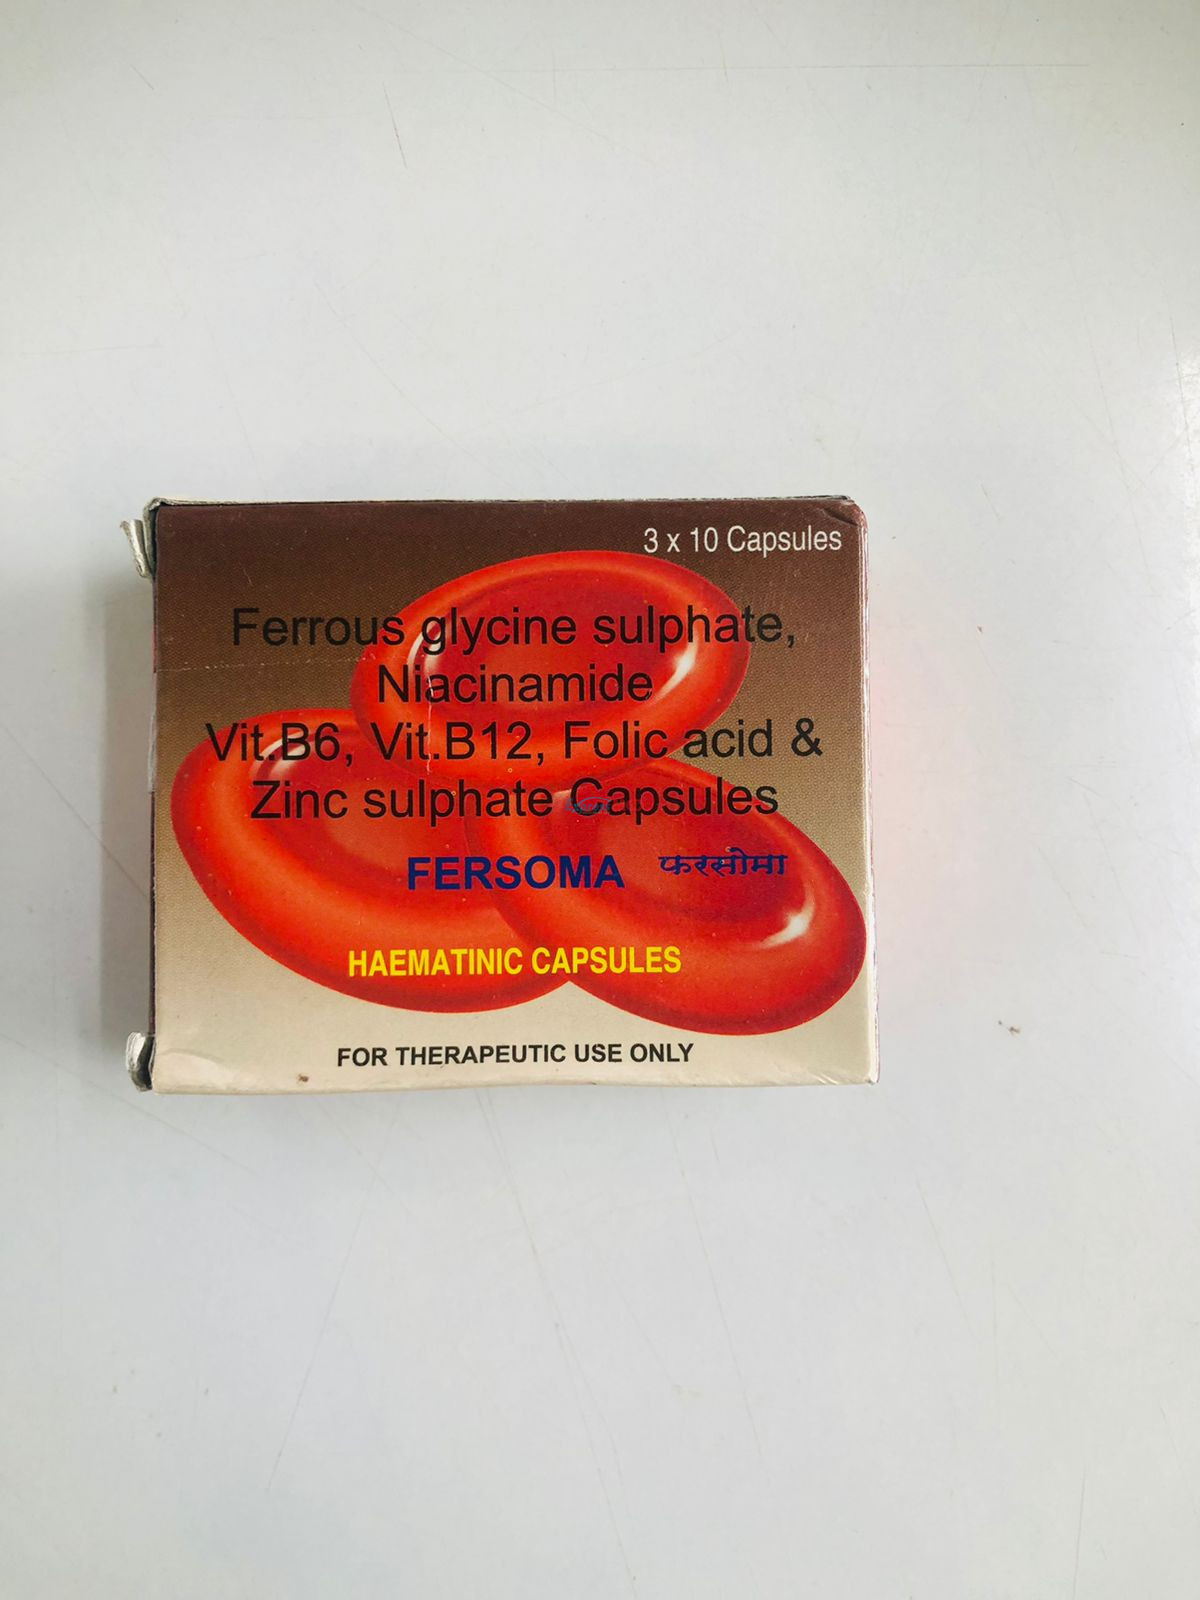 3 x 10 Capsules
Ferrous glycine sulphate,
Niacinamide
Vit.B6, Vit.B12, Folic acid &
Zinc sulphate Capsules
FERSOMA फरसोमा
HAEMATINIC CAPSULES
FOR THERAPEUTIC USE ONLY